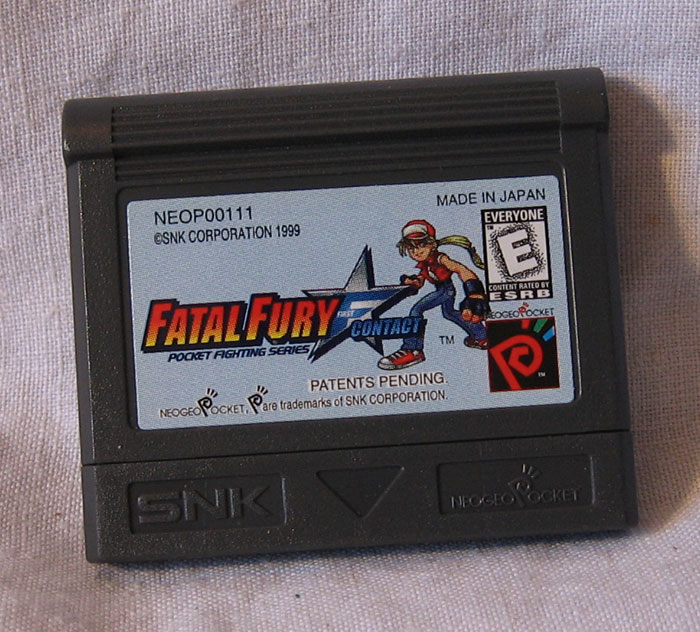 NEOP00111
©SNK CORPORATION 1999
MADE IN JAPAN
EVERYONE
E
CONTENT RATED BY
ESRB
FATAL FURY
FIRST
CONTACT
POCKET FIGHTING SERIES
TM
NEOGEO POCKET
TM
PATENTS PENDING.
NEOGEO POCKET, P are trademarks of SNK CORPORATION.
SNK
NEOGEO POCKET